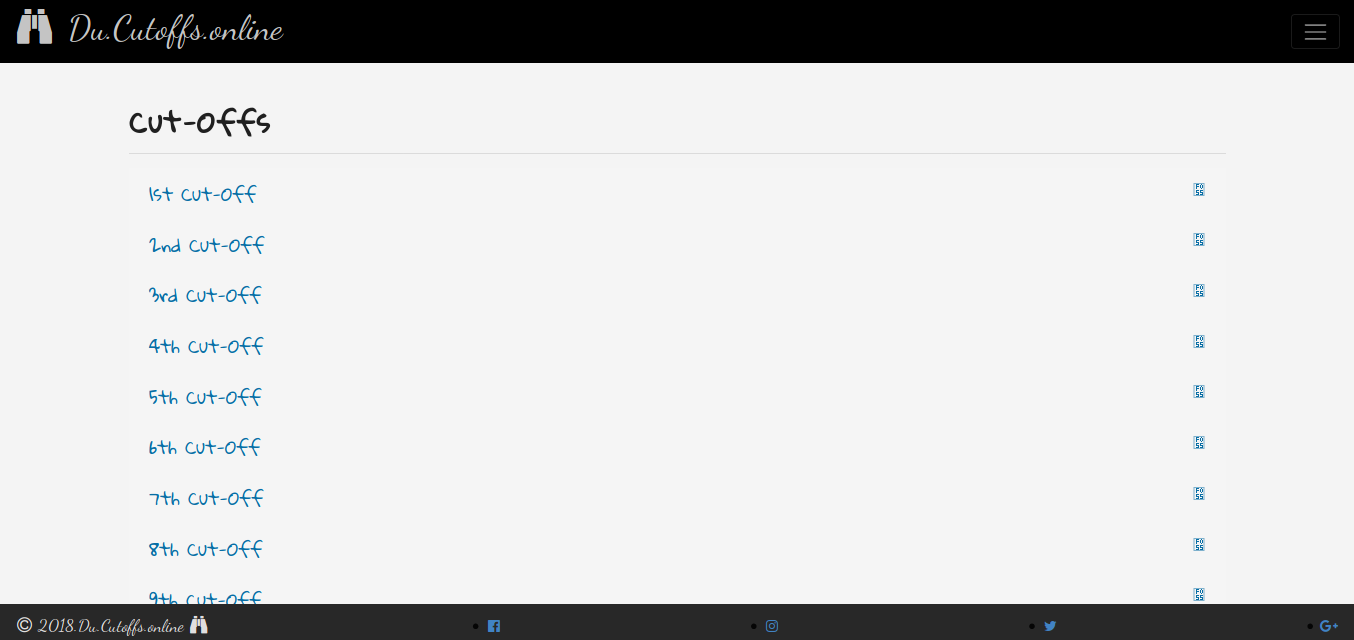 Du.Cutoffs.online
Cut-Offs
1st Cut-Off
2nd Cut-Off
3rd Cut-Off
4th Cut-Off
5th Cut-Off
6th Cut-Off
7th Cut-Off
8th Cut-Off
9th Cut-Off
© 2018.Du.Cutoffs.online